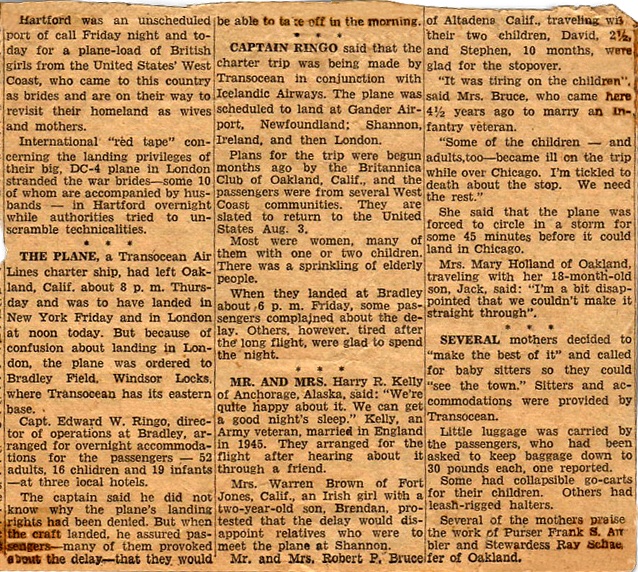 Hartford was an unscheduled
port of call Friday night and to-
day for a plane-load of British
girls from the United States' West
Coast, who came to this country
as brides and are on their way to
revisit their homeland as wives
and mothers.
International "red tape" con-
cerning the landing privileges of
their big, DC-4 plane in London
stranded the war brides—some 10
of whom are accompanied by hus-
bands — in Hartford overnight
while authorities tried to un-
scramble technicalities.
* * *
THE PLANE, a Transocean Air
Lines charter ship, had left Oak-
land, Calif. about 8 p. m. Thurs-
day and was to have landed in
New York Friday and in London
at noon today. But because of
confusion about landing in Lon-
don, the plane was ordered to
Bradley Field, Windsor Locks,
where Transocean has its eastern
base.
Capt. Edward W. Ringo, direc-
tor of operations at Bradley, ar-
ranged for overnight accommoda-
tions for the passengers — 52
adults, 16 children and 19 infants
—at three local hotels.
The captain said he did not
know why the plane's landing
rights had been denied. But when
the craft landed, he assured pas-
sengers—many of them provoked
about the delay—that they would
be able to take off in the morning.
* * *
CAPTAIN RINGO said that the
charter trip was being made by
Transocean in conjunction with
Icelandic Airways. The plane was
scheduled to land at Gander Air-
port, Newfoundland; Shannon,
Ireland, and then London.
Plans for the trip were begun
months ago by the Britannica
Club of Oakland, Calif., and the
passengers were from several West
Coast communities. They are
slated to return to the United
States Aug. 3.
Most were women, many of
them with one or two children.
There was a sprinkling of elderly
people.
When they landed at Bradley
about 6 p. m. Friday, some pas-
sengers complained about the de-
lay. Others, however, tired after
the long flight, were glad to spend
the night.
* * *
MR. AND MRS. Harry R. Kelly
of Anchorage, Alaska, said: "We're
quite happy about it. We can get
a good night's sleep." Kelly, an
Army veteran, married in England
in 1945. They arranged for the
flight after hearing about it
through a friend.
Mrs. Warren Brown of Fort
Jones, Calif., an Irish girl with a
two-year-old son, Brendan, pro-
tested that the delay would dis-
appoint relatives who were to
meet the plane at Shannon.
Mr. and Mrs. Robert P. Bruce
of Altadena Calif., traveling with
their two children, David, 2½,
and Stephen, 10 months, were
glad for the stopover.
"It was tiring on the children",
said Mrs. Bruce, who came here
4½ years ago to marry an in-
fantry veteran.
"Some of the children — and
adults,too—became ill on the trip
while over Chicago. I'm tickled to
death about the stop. We need
the rest."
She said that the plane was
forced to circle in a storm for
some 45 minutes before it could
land in Chicago.
Mrs. Mary Holland of Oakland,
traveling with her 18-month-old
son, Jack, said: "I'm a bit disap-
pointed that we couldn't make it
straight through".
* * *
SEVERAL mothers decided to
"make the best of it" and called
for baby sitters so they could
"see the town." Sitters and ac-
commodations were provided by
Transocean.
Little luggage was carried by
the passengers, who had been
asked to keep baggage down to
30 pounds each, one reported.
Some had collapsible go-carts
for their children. Others had
leash-rigged halters.
Several of the mothers praise
the work of Purser Frank S.
bler and Stewardess Ray
fer of Oakland.